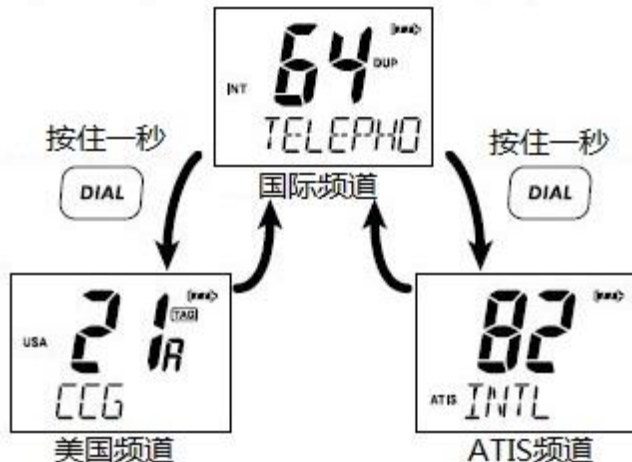 64
DUP
INT
TELEPHO
国际频道
按住一秒
DIAL
按住一秒
DIAL
21A
TAG
USA
CCG
美国频道
82
ATIS INTL
ATIS频道